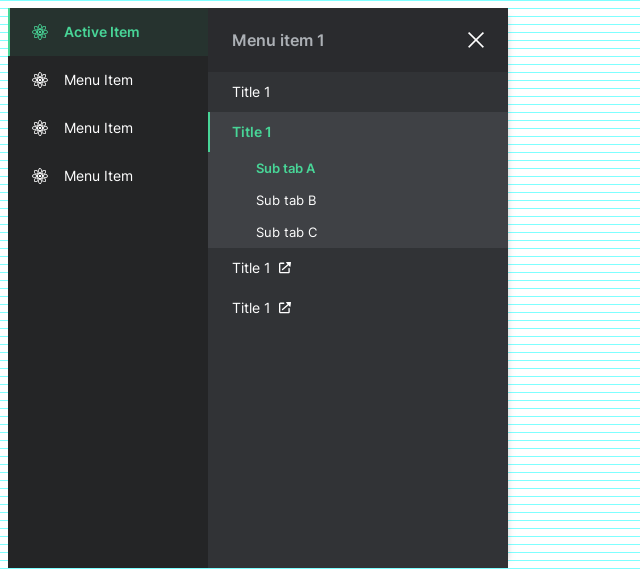 Active Item
Menu Item
Menu Item
Menu Item
Menu item 1
Title 1
Title 1
Sub tab A
Sub tab B
Sub tab C
Title 1
Title 1